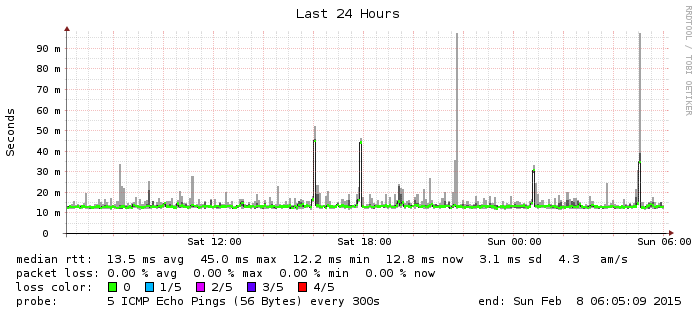 Last 24 Hours
RRDTOOL / TOBI OETIKER
Seconds
90 m
80 m
70 m
60 m
50 m
40 m
30 m
20 m
10 m
0
Sat 12:00 Sat 18:00 Sun 00:00 Sun 06:00
median rtt: 13.5 ms avg 45.0 ms max 12.2 ms min 12.8 ms now 3.1 ms sd 4.3 am/s
packet loss: 0.00 % avg 0.00 % max 0.00 % min 0.00 % now
loss color: 0 1/5 2/5 3/5 4/5
probe: 5 ICMP Echo Pings (56 Bytes) every 300s end: Sun Feb 8 06:05:09 2015